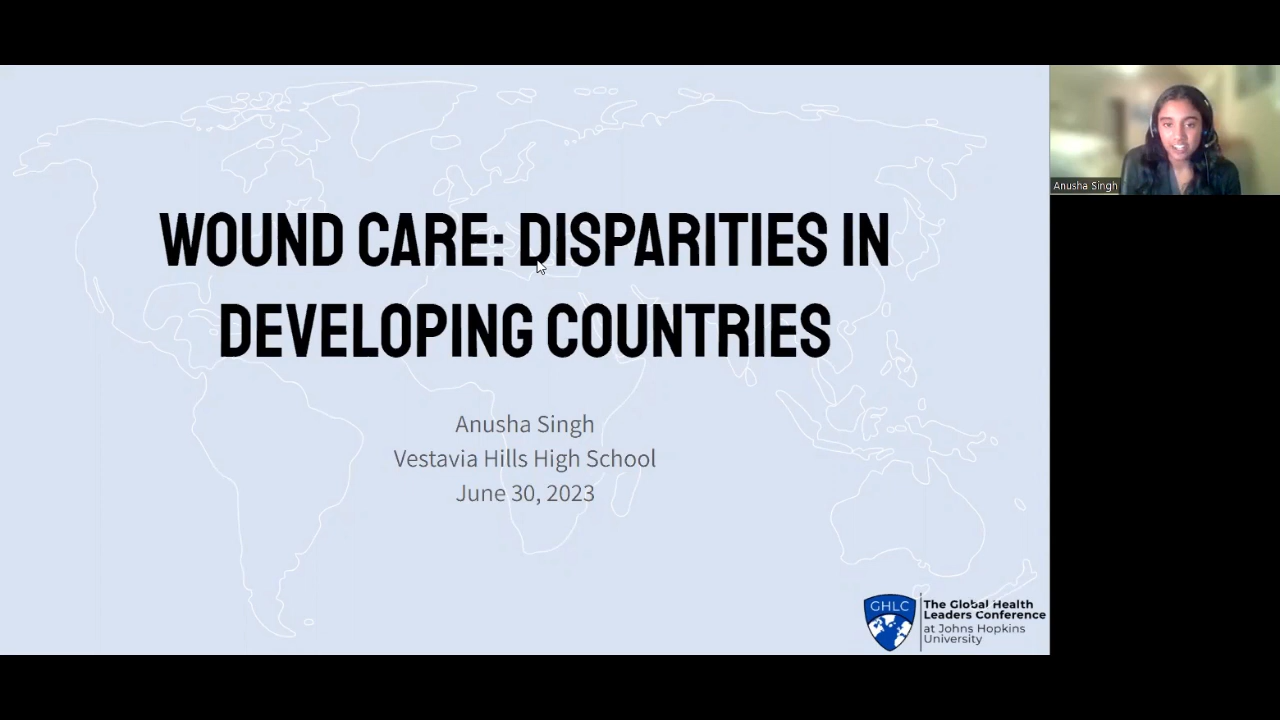 WOUND CARE: DISPARITIES IN
DEVELOPING COUNTRIES
Anusha Singh
Vestavia Hills High School
June 30, 2023
GHLC
The Global Health
Leaders Conference
at Johns Hopkins
University
Anusha Singh